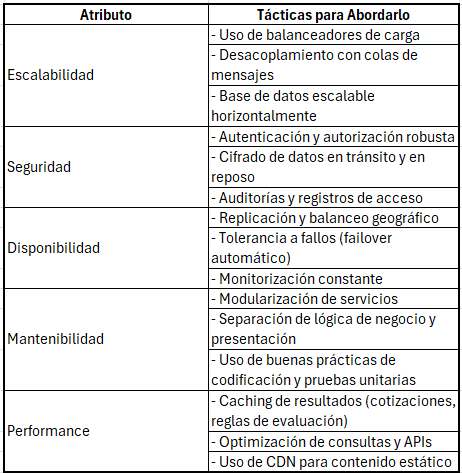 Atributo
Tácticas para Abordarlo
Escalabilidad
- Uso de balanceadores de carga
- Desacoplamiento con colas de
mensajes
- Base de datos escalable
horizontalmente
Seguridad
- Autenticación y autorización robusta
- Cifrado de datos en tránsito y en
reposo
- Auditorías y registros de acceso
Disponibilidad
- Replicación y balanceo geográfico
- Tolerancia a fallos (failover
automático)
- Monitorización constante
Mantenibilidad
- Modularización de servicios
- Separación de lógica de negocio y
presentación
- Uso de buenas prácticas de
codificación y pruebas unitarias
Performance
- Caching de resultados (cotizaciones,
reglas de evaluación)
- Optimización de consultas y APIs
- Uso de CDN para contenido estático